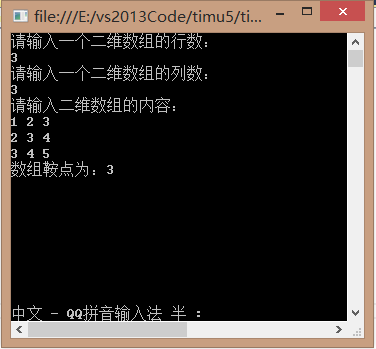 file:///E:/vs2013Code/timu5/ti...
请输入一个二维数组的行数：
3
请输入一个二维数组的列数：
3
请输入二维数组的内容：
1 2 3
2 3 4
3 4 5
数组鞍点为：3
中文 - QQ拼音输入法 半 ：